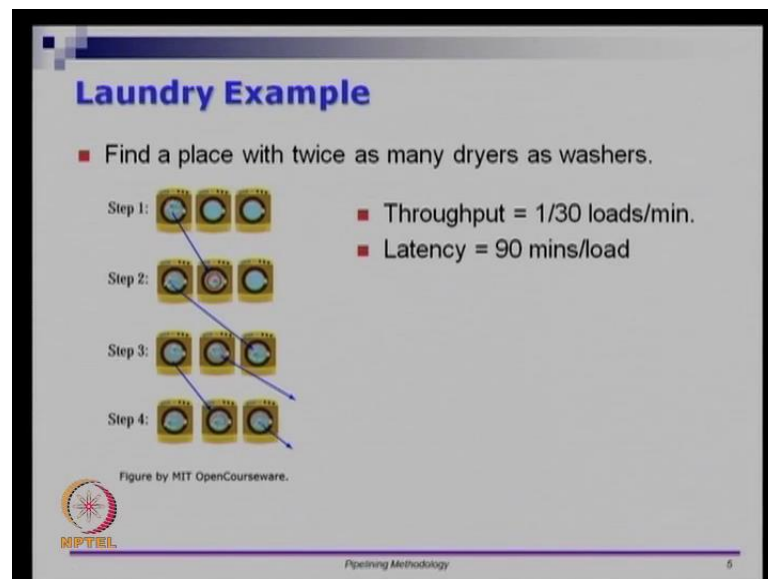 Laundry Example
Find a place with twice as many dryers as washers.
Step 1:
Throughput = 1/30 loads/min.
Latency = 90 mins/load
Step 2:
Step 3:
Step 4:
Figure by MIT OpenCourseware.
NPTEL
Pipelining Methodology
5